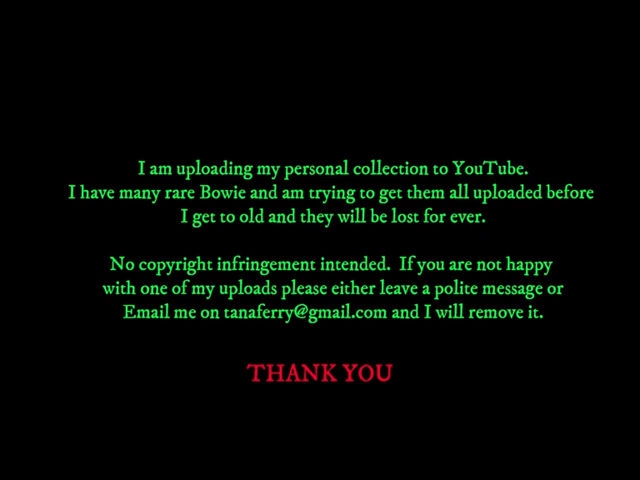 I am uploading my personal collection to YouTube.
I have many rare Bowie and am trying to get them all uploaded before
I get to old and they will be lost for ever.
No copyright infringement intended.  If you are not happy
with one of my uploads please either leave a polite message or
Email me on tanaferry@gmail.com and I will remove it.
THANK YOU